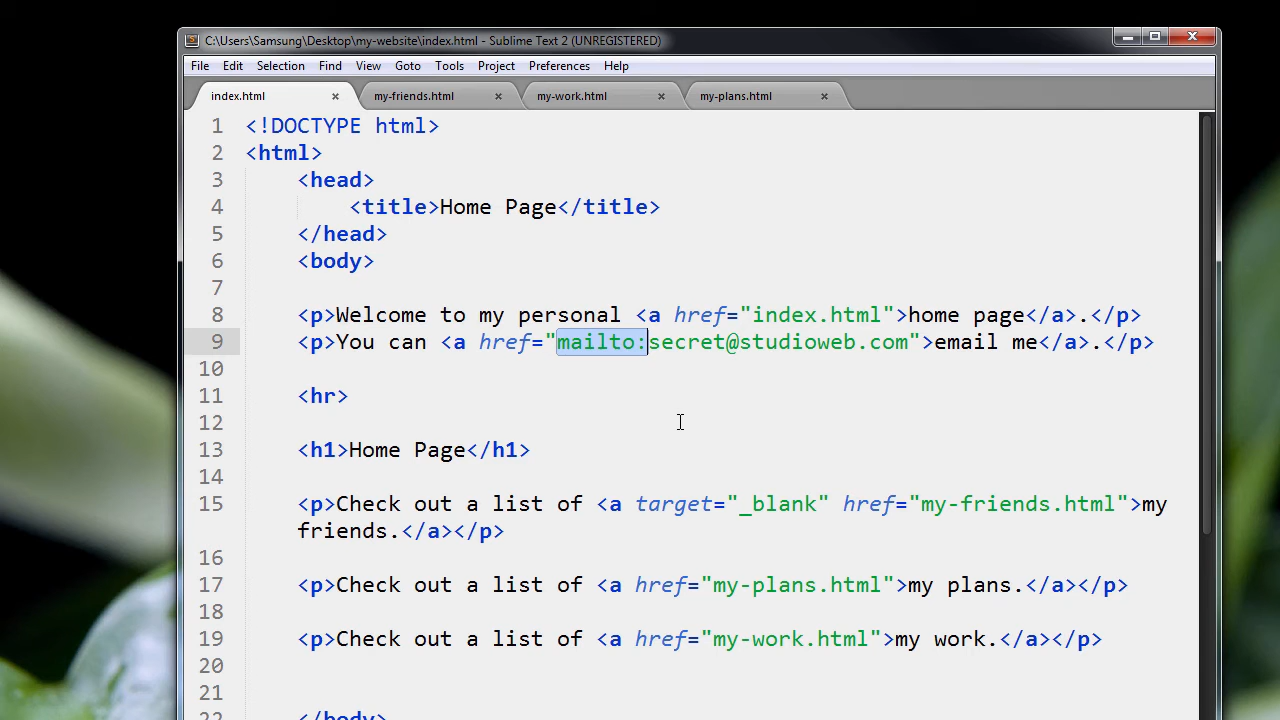 C:\Users\Samsung\Desktop\my-website\index.html - Sublime Text 2 (UNREGISTERED)
File Edit Selection Find View Goto Tools Project Preferences Help
index.html × my-friends.html × my-work.html × my-plans.html ×
1 <!DOCTYPE html>
2 <html>
3 <head>
4 <title>Home Page</title>
5 </head>
6 <body>
7
8 <p>Welcome to my personal <a href="index.html">home page</a>.</p>
9 <p>You can <a href="mailto:secret@studioweb.com">email me</a>.</p>
10
11 <hr>
12
13 <h1>Home Page</h1>
14
15 <p>Check out a list of <a target="_blank" href="my-friends.html">my
friends.</a></p>
16
17 <p>Check out a list of <a href="my-plans.html">my plans.</a></p>
18
19 <p>Check out a list of <a href="my-work.html">my work.</a></p>
20
21
22 </body>